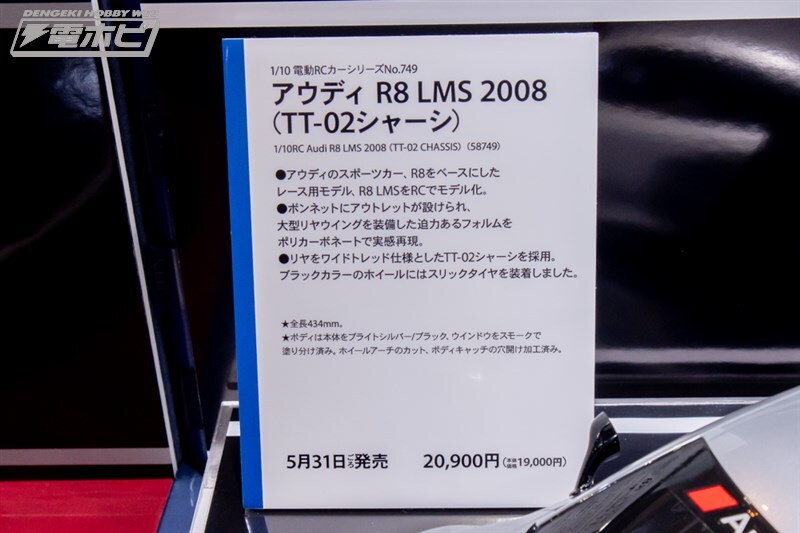 DENGEKI HOBBY WEB
電ホビ
1/10 電動RCカーシリーズNo.749
アウディ R8 LMS 2008
（TT-02シャーシ）
1/10RC Audi R8 LMS 2008 (TT-02 CHASSIS)（58749）
●アウディのスポーツカー、R8をベースにした
レース用モデル、R8 LMSをRCでモデル化。
●ボンネットにアウトレットが設けられ、
大型リヤウイングを装備した迫力あるフォルムを
ポリカーボネートで実感再現。
●リヤをワイドトレッド仕様としたTT-02シャーシを採用。
ブラックカラーのホイールにはスリックタイヤを装着しました。
★全長434mm。
★ボディは本体をブライトシルバー/ブラック、ウインドウをスモークで
塗り分け済み。ホイールアーチのカット、ボディキャッチの穴開け加工済み。
5月31日ごろ発売 20,900円（本体価格19,000円）